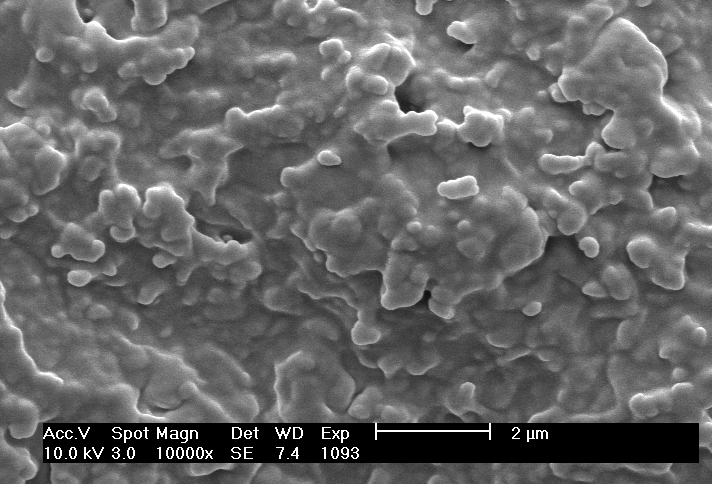 Acc.V Spot Magn Det WD Exp 2 µm
10.0 kV 3.0 10000x SE 7.4 1093